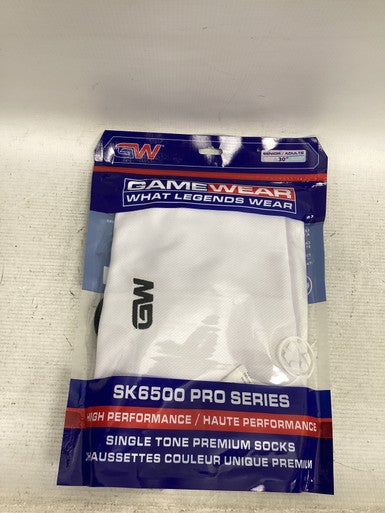 GW
SENIOR / ADULTE
30"
GAMEWEAR
WHAT LEGENDS WEAR
GW
SK6500 PRO SERIES
HIGH PERFORMANCE / HAUTE PERFORMANCE
SINGLE TONE PREMIUM SOCKS
CHAUSSETTES COULEUR UNIQUE PREMIUM